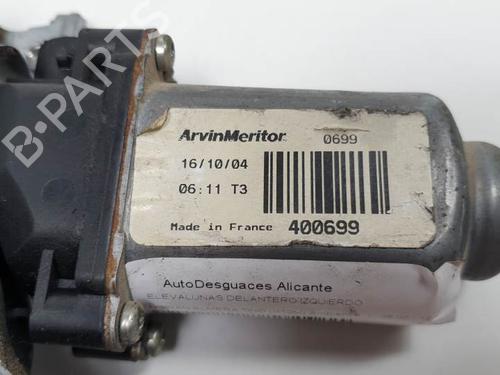 ArvinMeritor 0699
16/10/04
06:11 T3
Made in France 400699
AutoDesguaces Alicante
ELEVALUNAS DELANTERO IZQUIERDO
B-PARTS